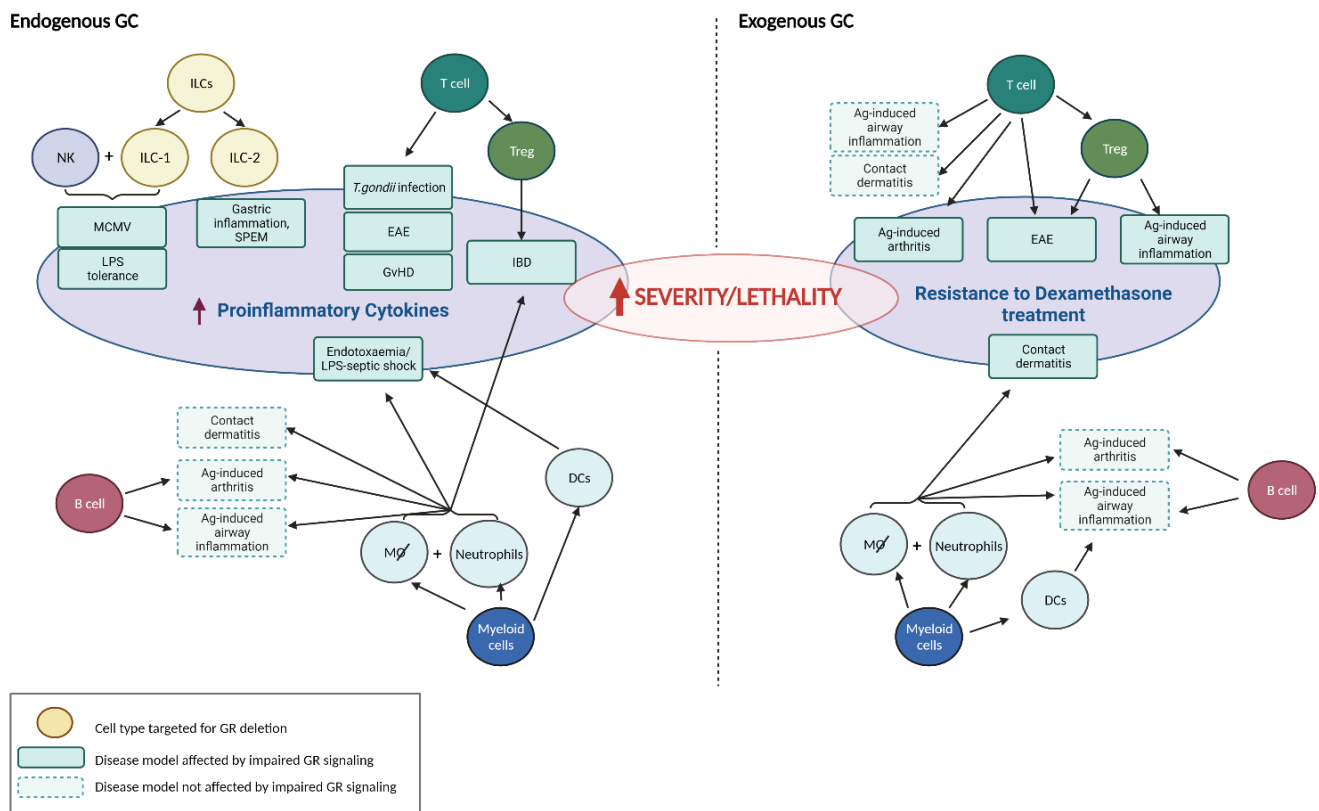 Endogenous GC
Exogenous GC
ILCs
NK
+
ILC-1
ILC-2
T cell
Treg
MCMV
LPS
tolerance
Gastric
inflammation,
SPEM
T.gondii infection
EAE
GvHD
IBD
Proinflammatory Cytokines
Endotoxaemia/
LPS-septic shock
Contact
dermatitis
Ag-induced
arthritis
Ag-induced
airway
inflammation
B cell
MØ
+
Neutrophils
DCs
Myeloid
cells
SEVERITY/LETHALITY
T cell
Treg
Ag-induced
airway
inflammation
Contact
dermatitis
Ag-induced
arthritis
EAE
Ag-induced
airway
inflammation
Resistance to Dexamethasone
treatment
Contact
dermatitis
Ag-induced
arthritis
Ag-induced
airway
inflammation
B cell
MØ
+
Neutrophils
DCs
Myeloid
cells
Cell type targeted for GR deletion
Disease model affected by impaired GR signaling
Disease model not affected by impaired GR signaling